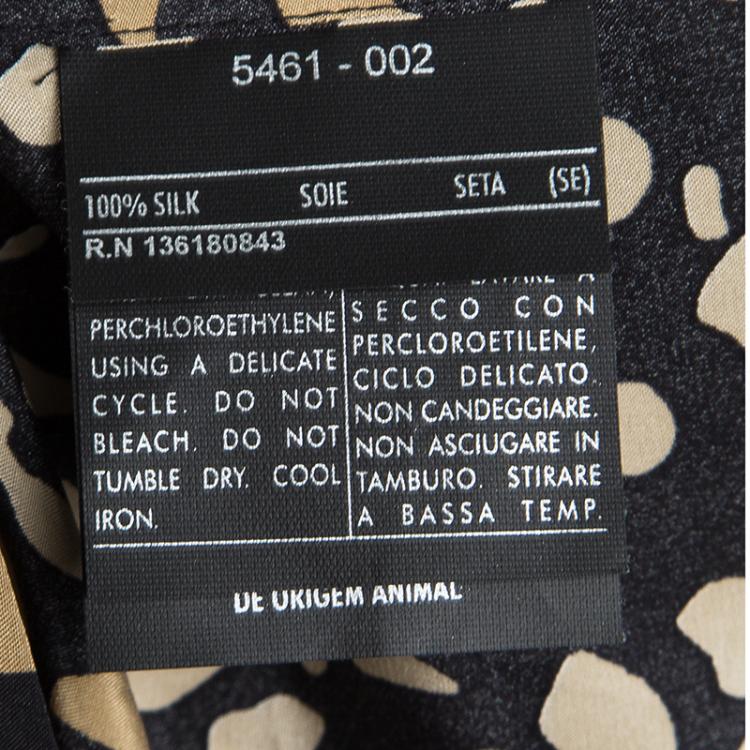 5461 - 002
100% SILK SOIE SETA (SE)
R.N 136180843
PERCHLOROETHYLENE
USING A DELICATE
CYCLE. DO NOT
BLEACH. DO NOT
TUMBLE DRY. COOL
IRON.
A
SECCO CON
PERCLOROETILENE,
CICLO DELICATO.
NON CANDEGGIARE.
NON ASCIUGARE IN
TAMBURO. STIRARE
A BASSA TEMP.
DE ORIGEM ANIMAL